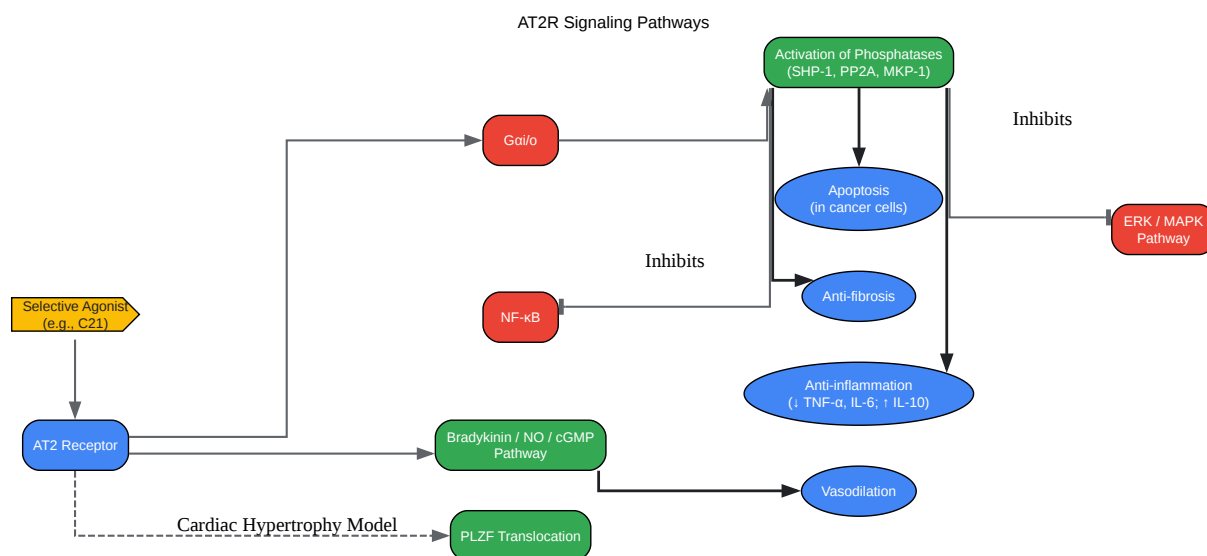 AT2R Signaling Pathways
Activation of Phosphatases
(SHP-1, PP2A, MKP-1)
Inhibits
Gαi/o
Apoptosis
(in cancer cells)
ERK / MAPK
Pathway
Inhibits
Anti-fibrosis
NF-κB
Selective Agonist
(e.g., C21)
Anti-inflammation
(↓ TNF-α, IL-6; ↑ IL-10)
AT2 Receptor
Bradykinin / NO / cGMP
Pathway
Vasodilation
Cardiac Hypertrophy Model
PLZF Translocation